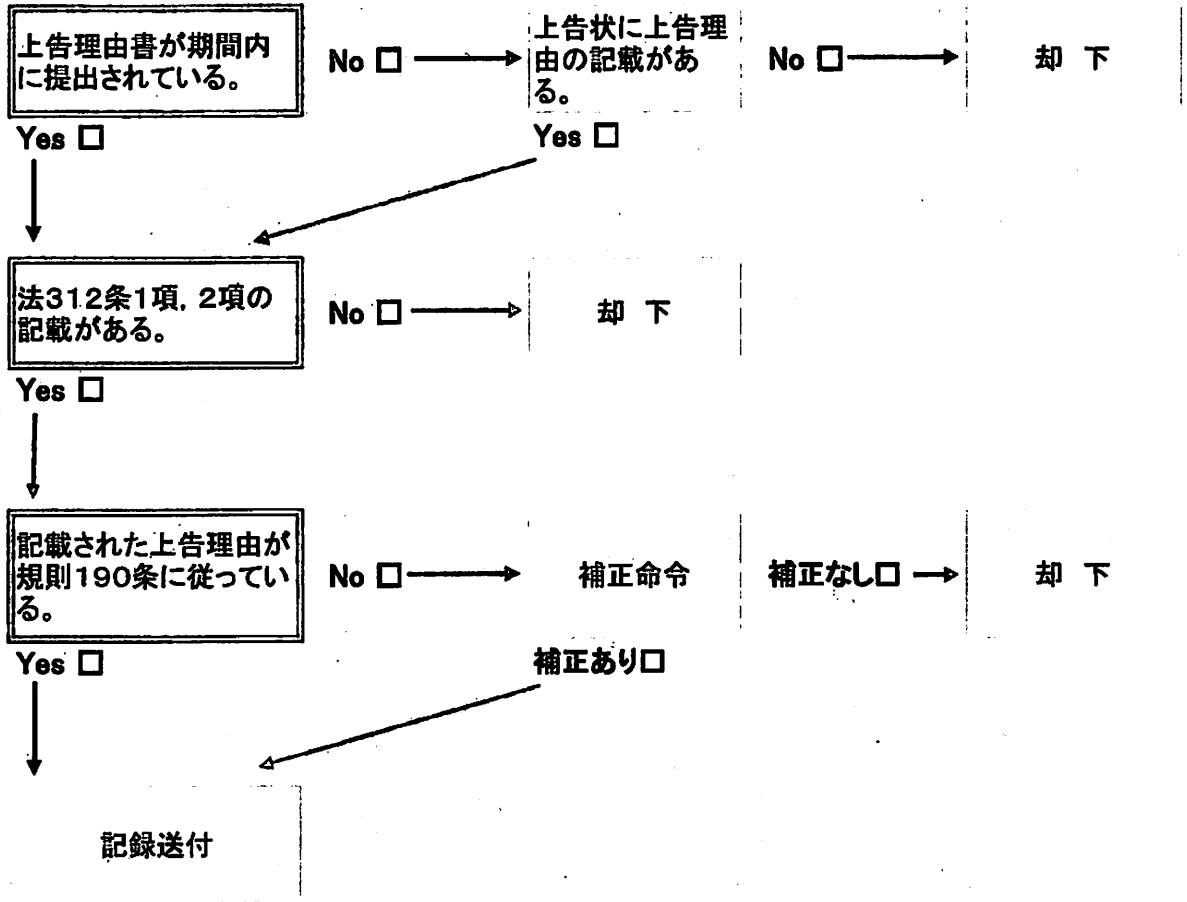 上告理由書が期間内
に提出されている。
No □
上告状に上告理
由の記載があ
る。
No □
却 下
Yes □
Yes □
法312条1項，2項の
記載がある。
No □
却 下
Yes □
記載された上告理由が
規則190条に従ってい
る。
No □
補正命令
補正なし□
却 下
Yes □
補正あり□
記録送付